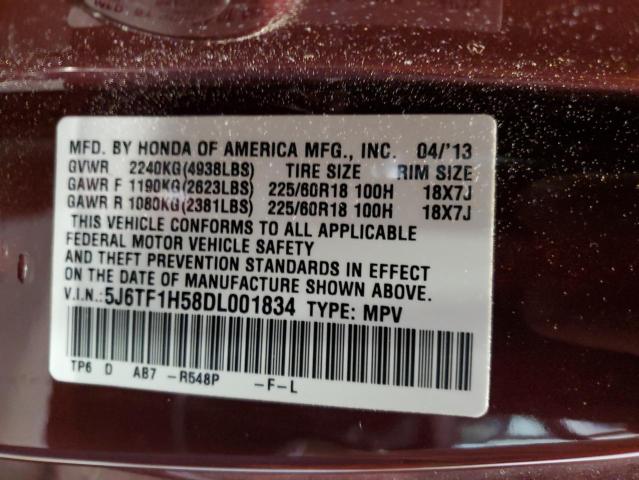 MFD. BY HONDA OF AMERICA MFG., INC. 04/'13
GVWR 2240KG(4938LBS) TIRE SIZE RIM SIZE
GAWR F 1190KG(2623LBS) 225/60R18 100H 18X7J
GAWR R 1080KG(2381LBS) 225/60R18 100H 18X7J
THIS VEHICLE CONFORMS TO ALL APPLICABLE
FEDERAL MOTOR VEHICLE SAFETY
AND THEFT PREVENTION STANDARDS IN EFFECT
ON THE DATE OF MANUFACTURE SHOWN ABOVE.
V.I.N.:5J6TF1H58DL001834 TYPE: MPV
TP6 D AB7 -R548P -F-L